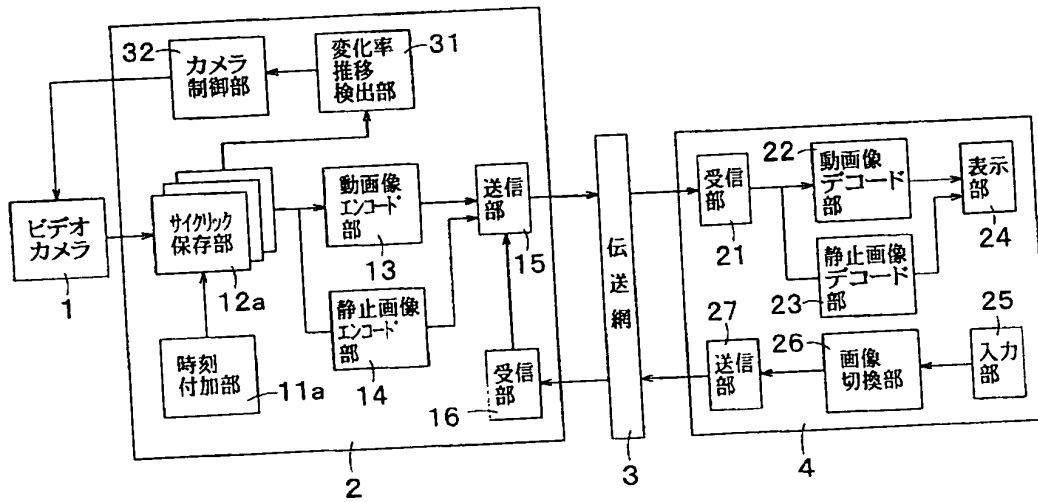 32
カメラ
制御部
変化率
推移
検出部
31
ビデオ
カメラ
1
サイクリック
保存部
12a
時刻
付加部
11a
動画像
エンコード
部
13
静止画像
エンコード
部
14
送信
部
15
受信
部
16
2
伝送網
3
受信
部
21
22
動画像
デコード
部
静止画像
デコード
部
23
表示
部
24
27
送信
部
26
画像
切換部
25
入力
部
4